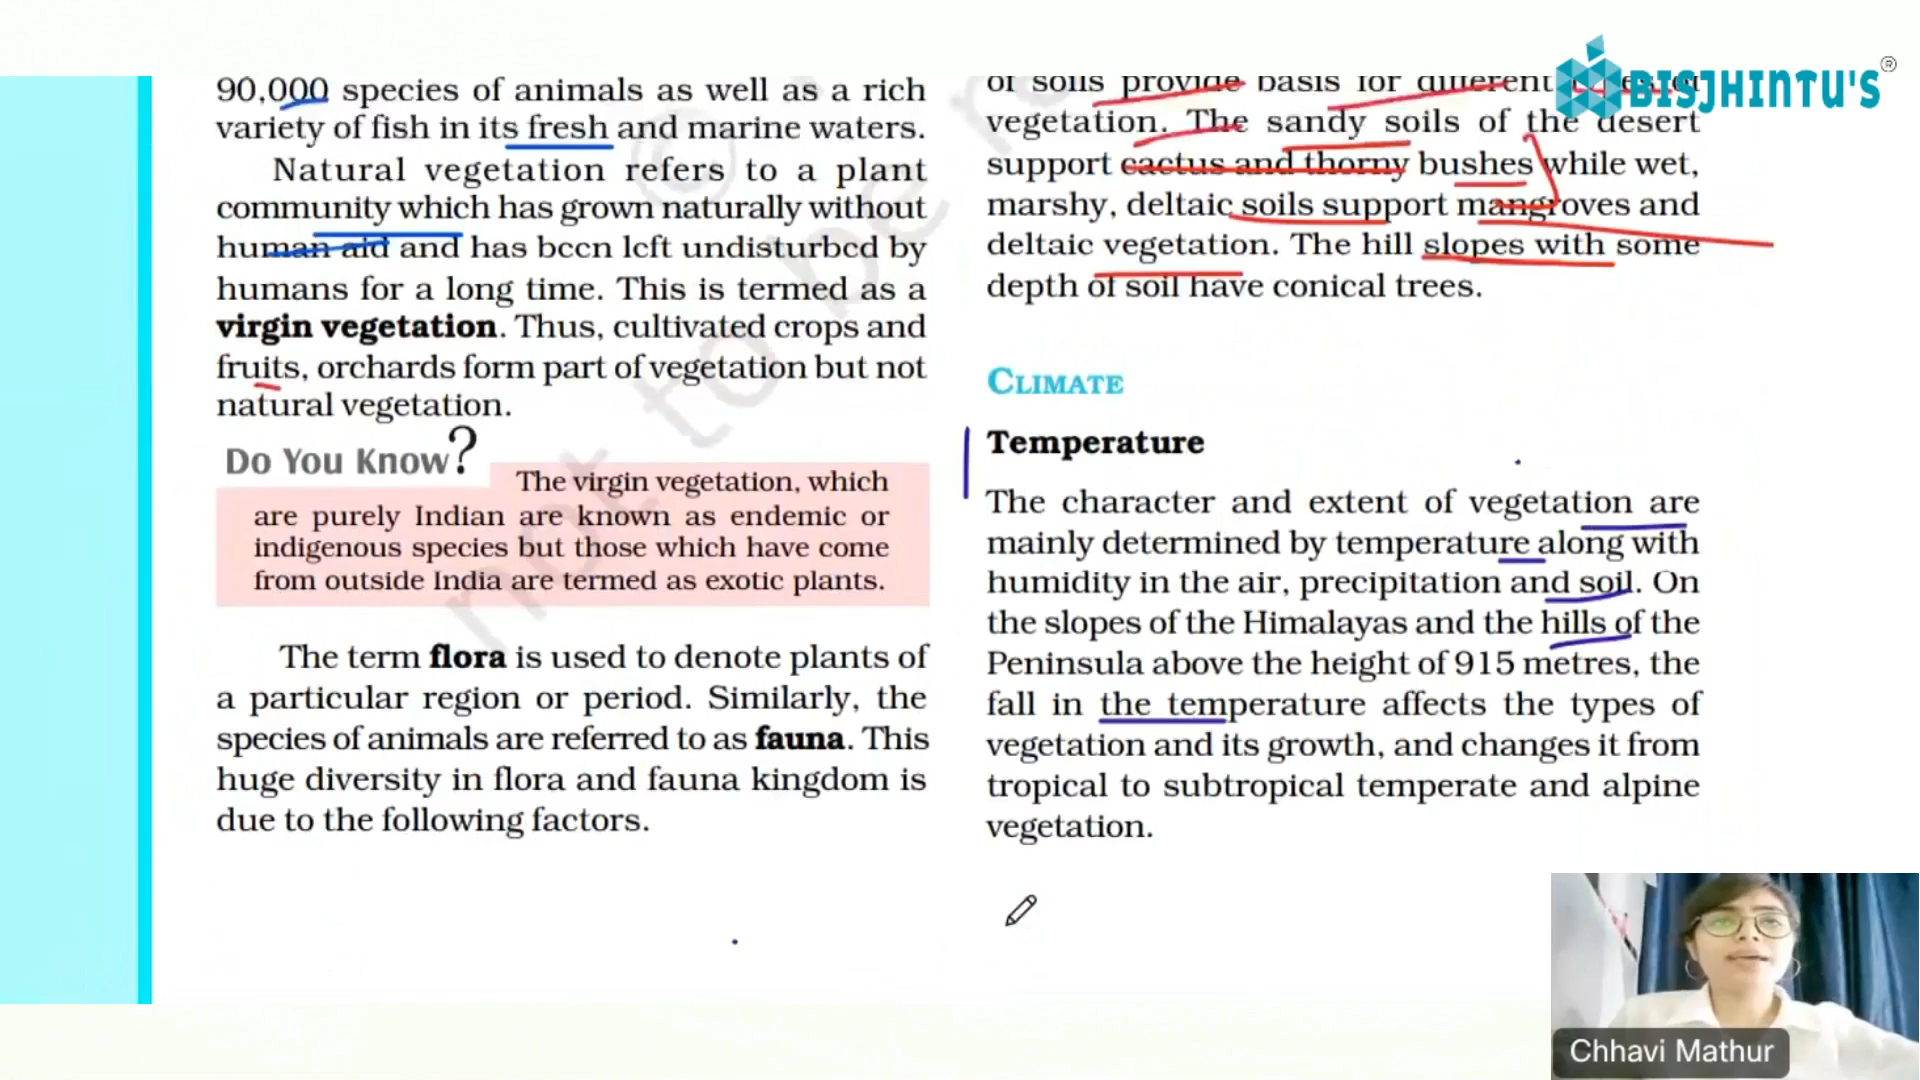 90,000 species of animals as well as a rich
variety of fish in its fresh and marine waters.
Natural vegetation refers to a plant
community which has grown naturally without
human aid and has been left undisturbed by
humans for a long time. This is termed as a
virgin vegetation. Thus, cultivated crops and
fruits, orchards form part of vegetation but not
natural vegetation.
Do You Know?
The virgin vegetation, which
are purely Indian are known as endemic or
indigenous species but those which have come
from outside India are termed as exotic plants.
The term flora is used to denote plants of
a particular region or period. Similarly, the
species of animals are referred to as fauna. This
huge diversity in flora and fauna kingdom is
due to the following factors.
of soils provide basis for different of
vegetation. The sandy soils of the desert
support cactus and thorny bushes while wet,
marshy, deltaic soils support mangroves and
deltaic vegetation. The hill slopes with some
depth of soil have conical trees.
CLIMATE
Temperature
The character and extent of vegetation are
mainly determined by temperature along with
humidity in the air, precipitation and soil. On
the slopes of the Himalayas and the hills of the
Peninsula above the height of 915 metres, the
fall in the temperature affects the types of
vegetation and its growth, and changes it from
tropical to subtropical temperate and alpine
vegetation.
BISJHINTU'S®
© not to be
Chhavi Mathur